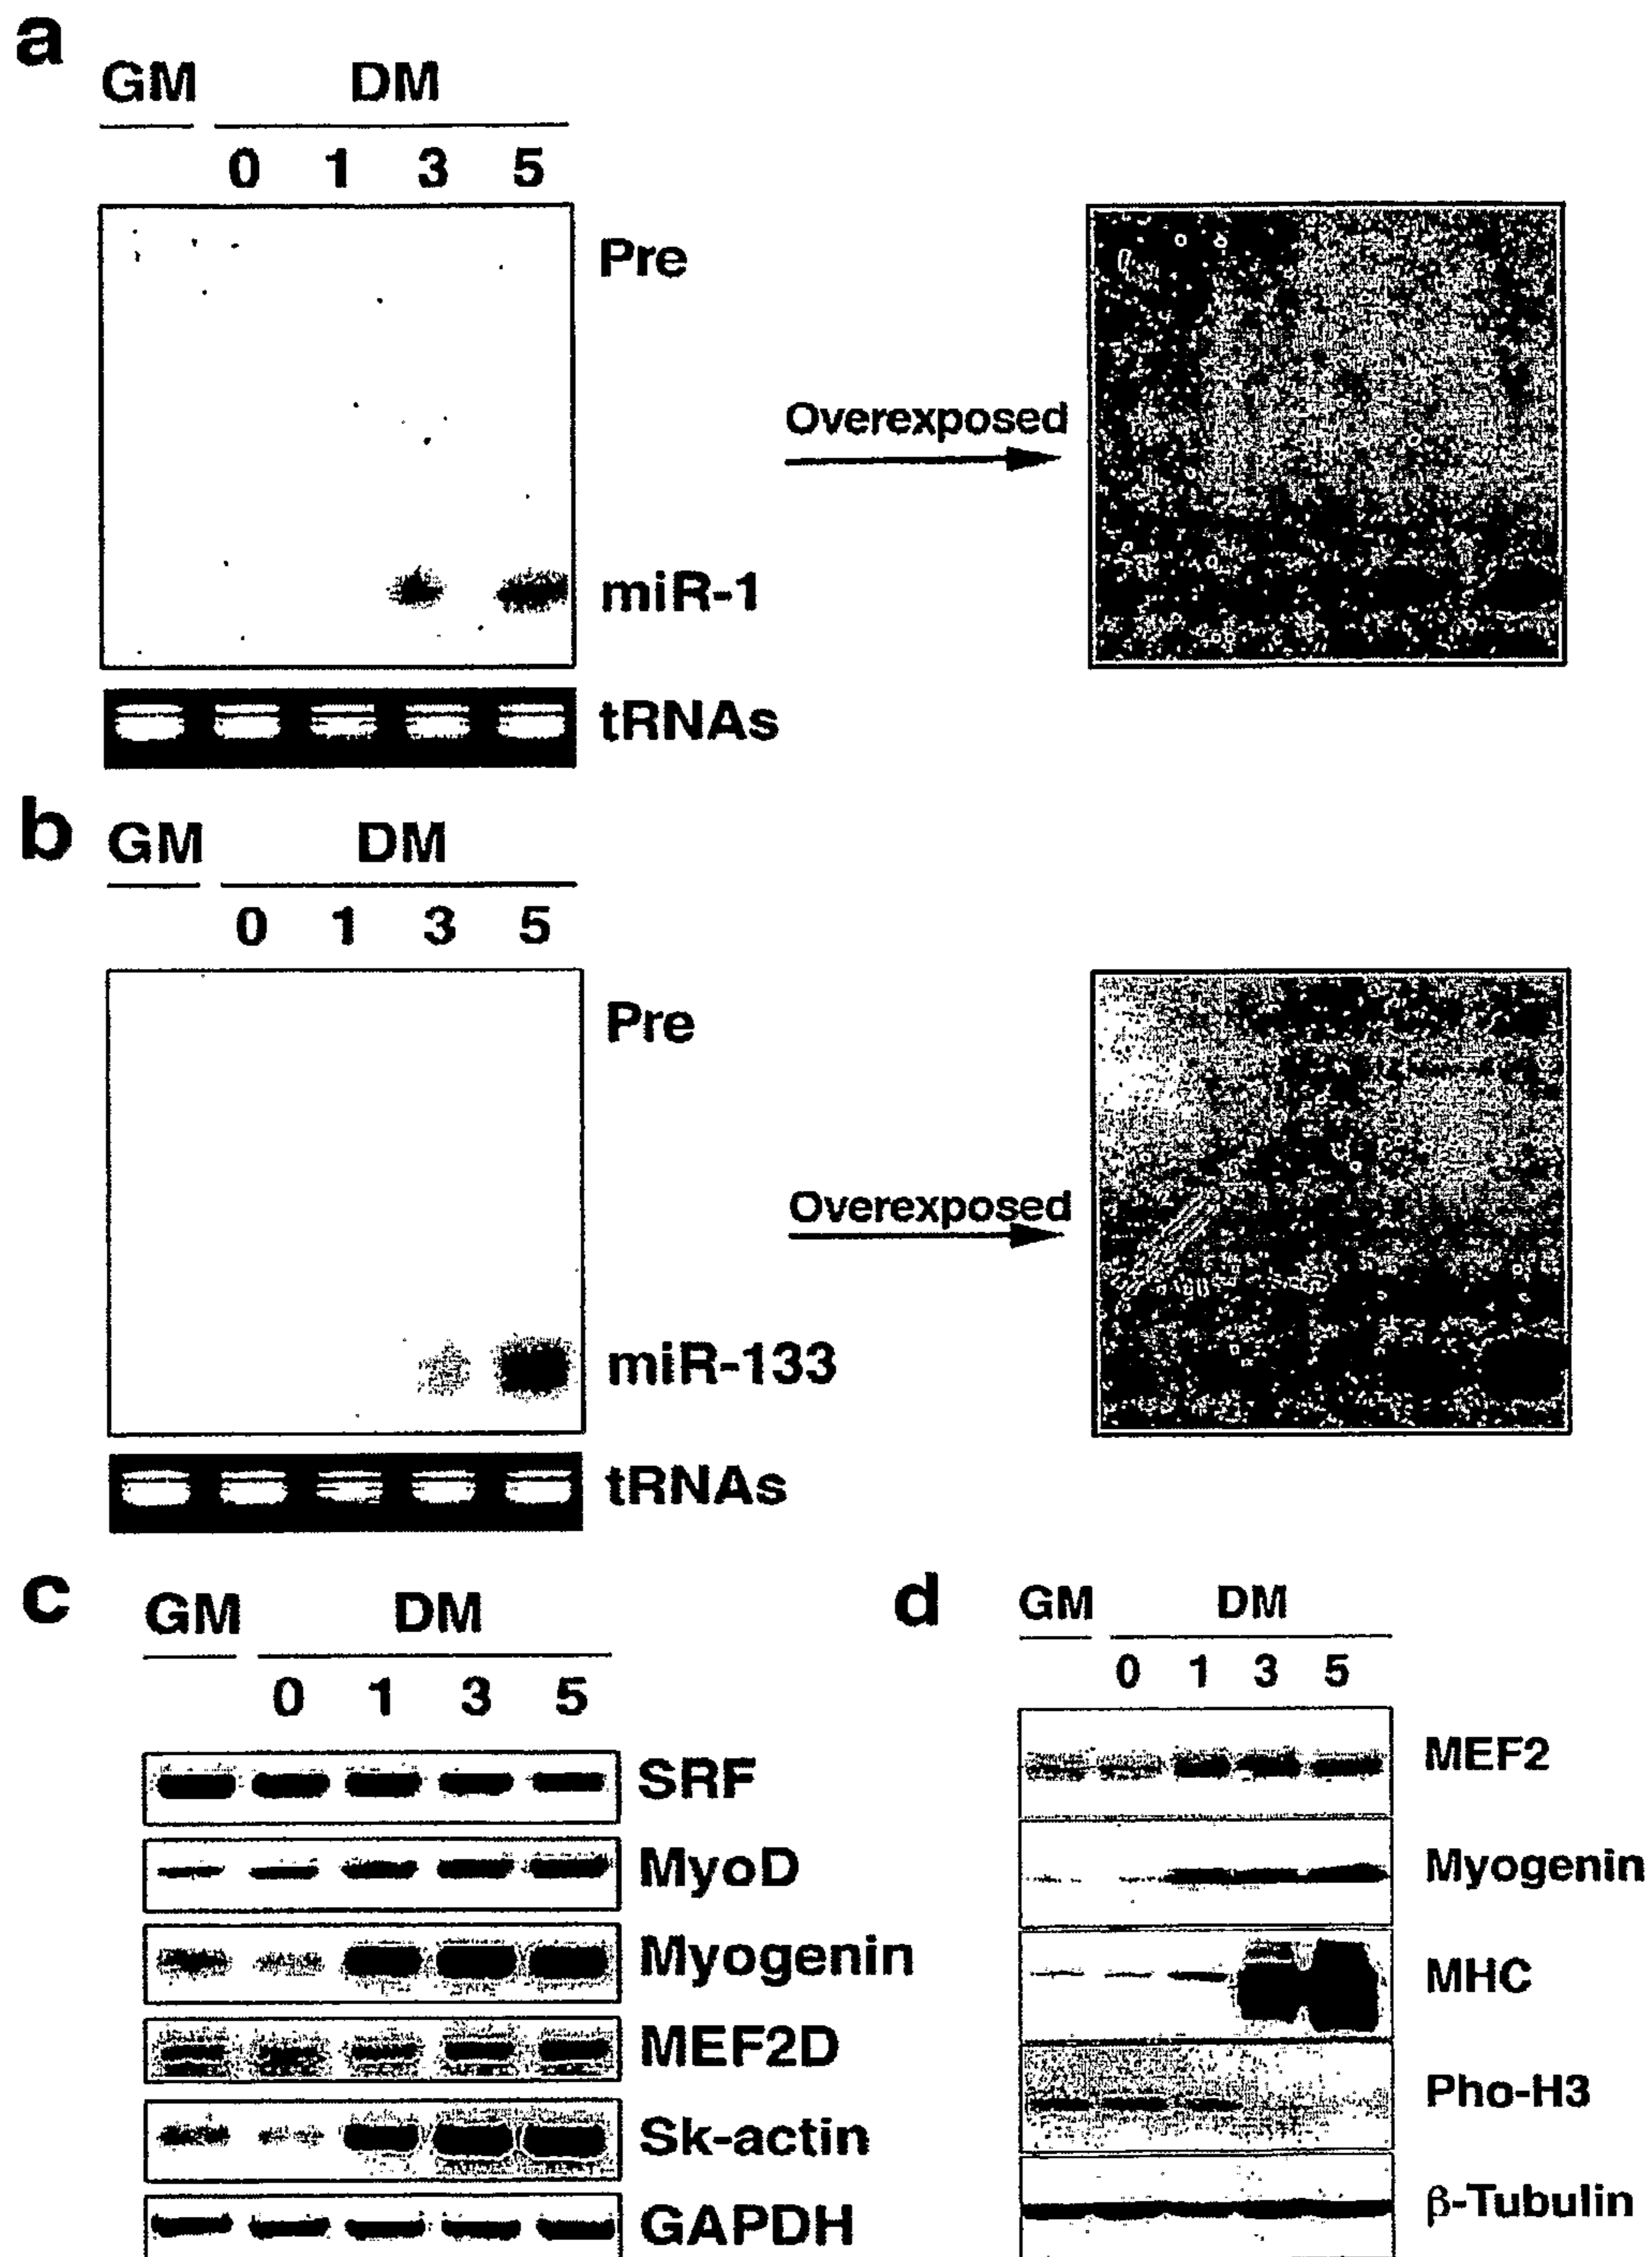 a
GM DM
0 1 3 5
Pre
Overexposed
miR-1
tRNAs
b
GM DM
0 1 3 5
Pre
Overexposed
miR-133
tRNAs
c
GM DM
0 1 3 5
SRF
MyoD
Myogenin
MEF2D
Sk-actin
GAPDH
d
GM DM
0 1 3 5
MEF2
Myogenin
MHC
Pho-H3
β-Tubulin